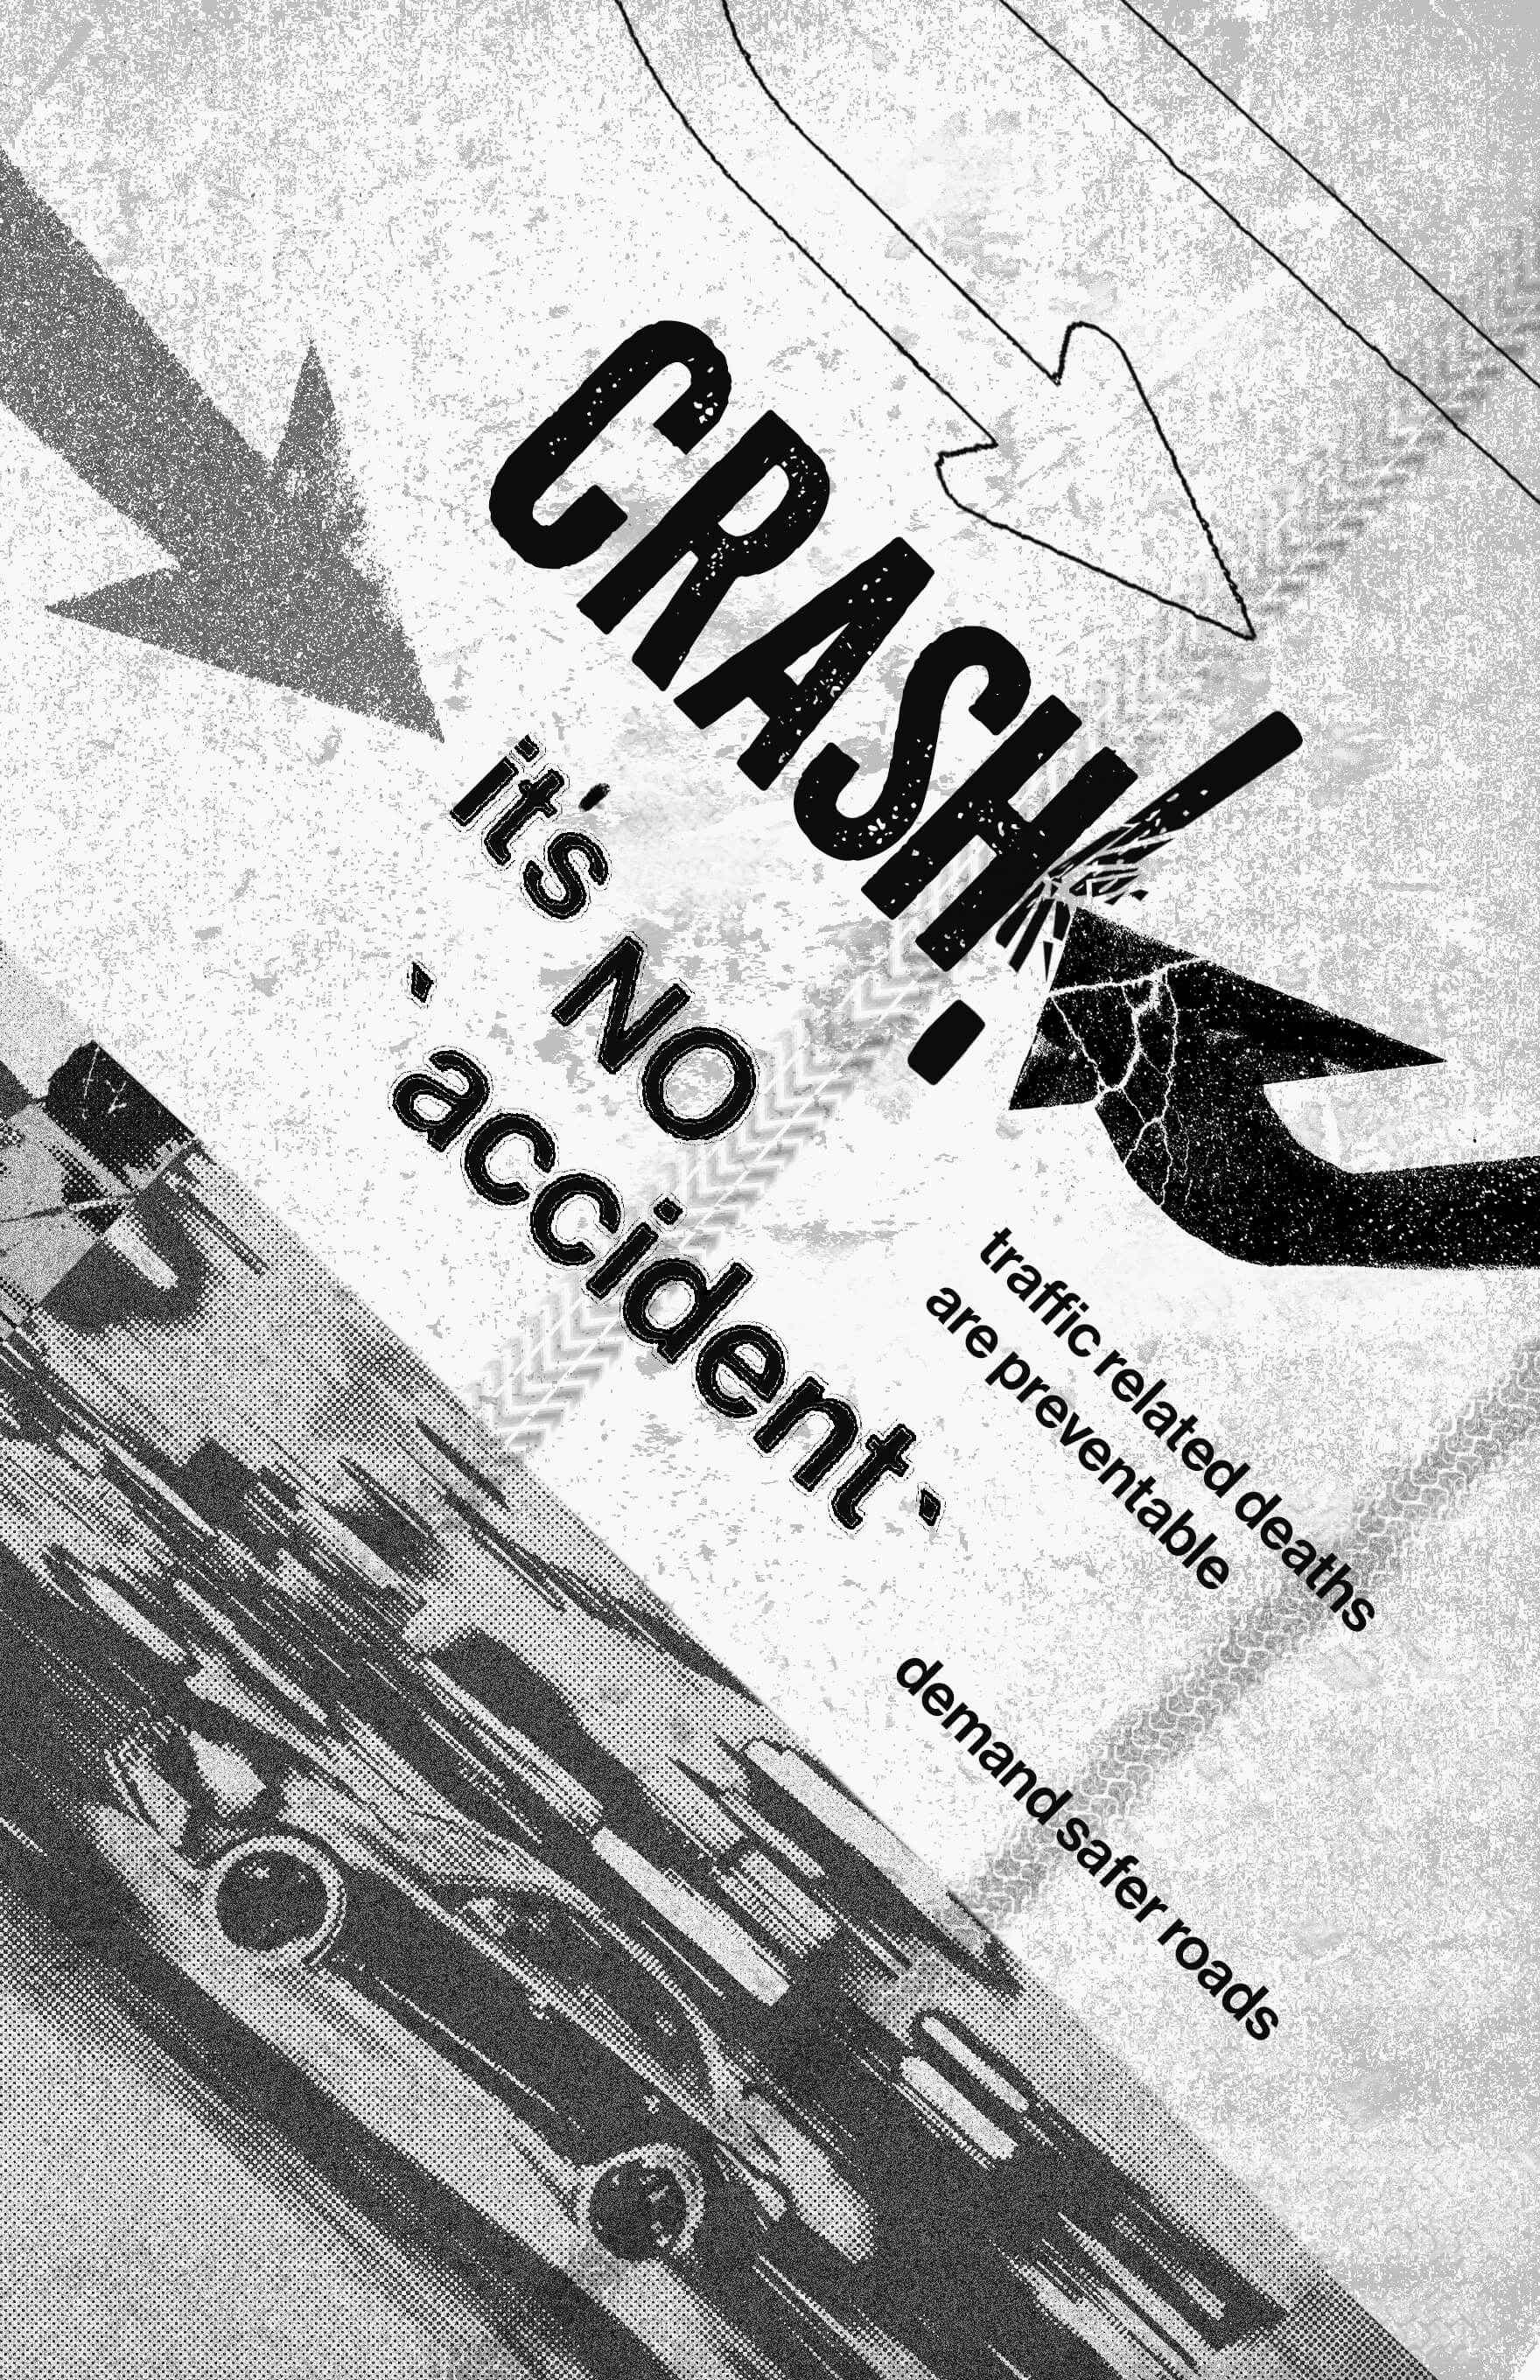 CRASH!
it's NO
'accident'
traffic related deaths
are preventable
demand safer roads